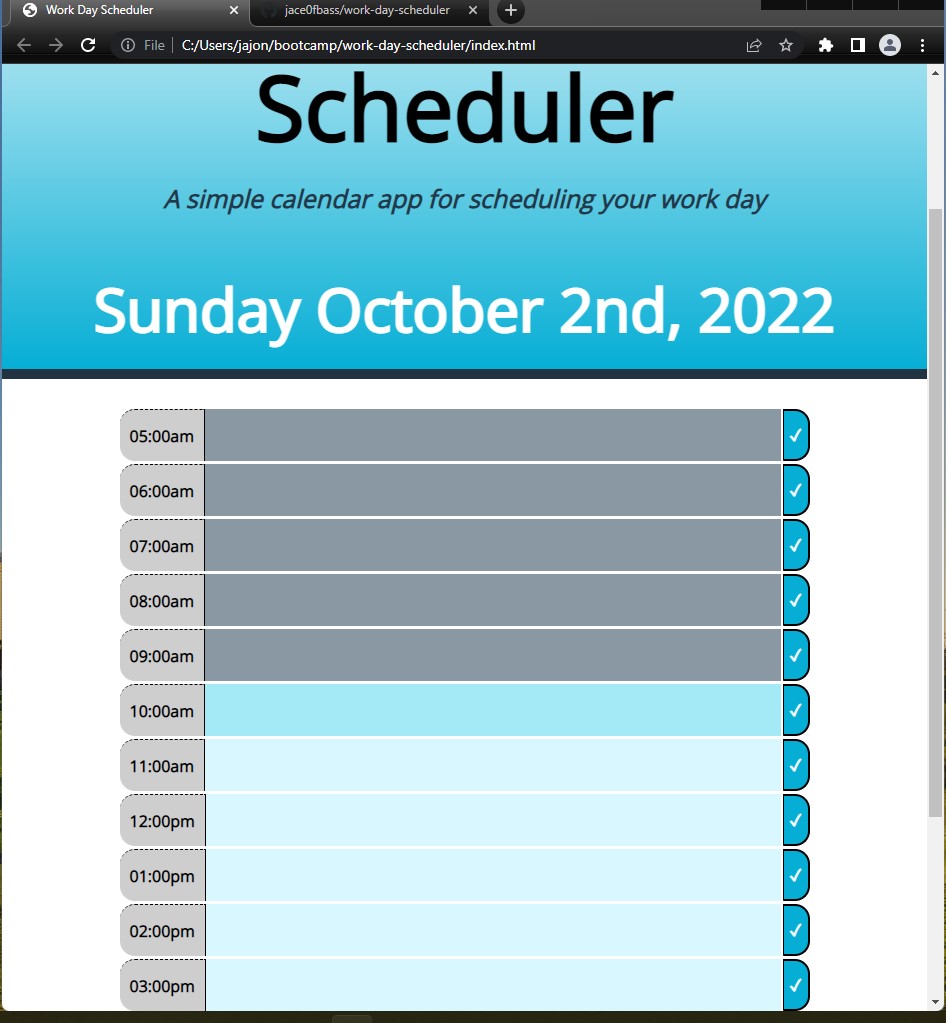 Work Day Scheduler
jace0fbass/work-day-scheduler
File
C:/Users/jajon/bootcamp/work-day-scheduler/index.html
Scheduler
A simple calendar app for scheduling your work day
Sunday October 2nd, 2022
05:00am ✓
06:00am ✓
07:00am ✓
08:00am ✓
09:00am ✓
10:00am ✓
11:00am ✓
12:00pm ✓
01:00pm ✓
02:00pm ✓
03:00pm ✓